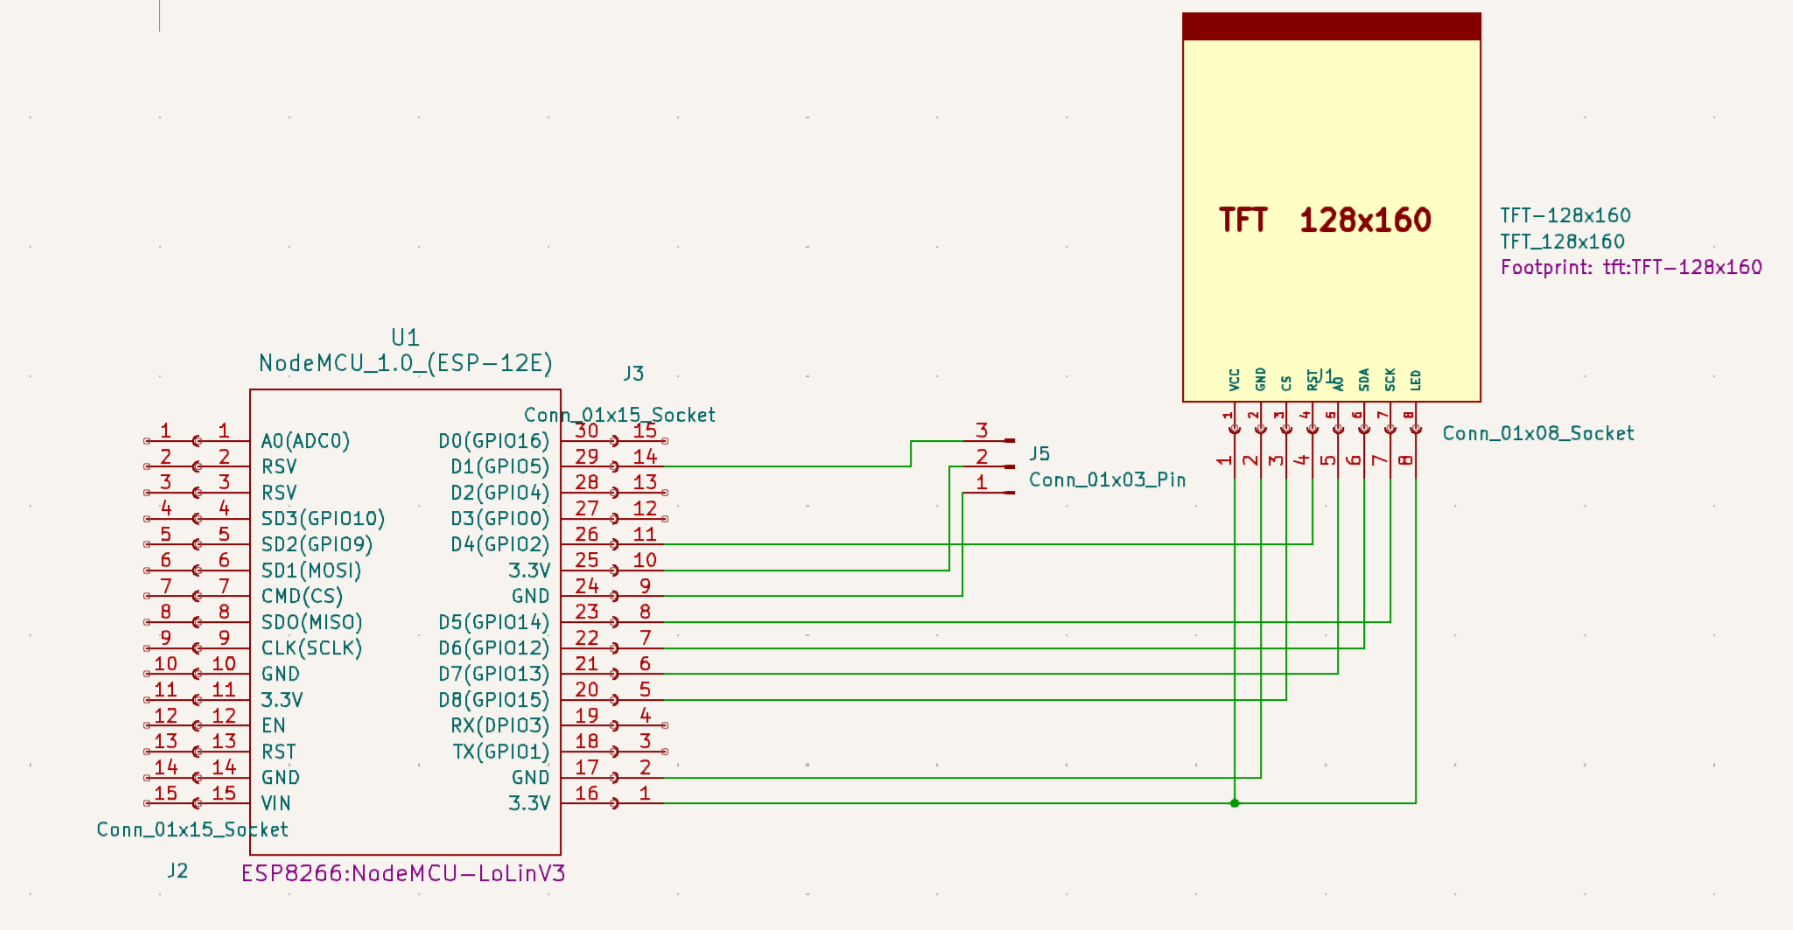 TFT 128x160
TFT-128x160
TFT_128x160
Footprint: tft:TFT-128x160
VCC GND CS RST J1 A0 SDA SCK LED
1 2 3 4 5 6 7 8
Conn_01x08_Socket
1 2 3 4 5 6 7 8
U1
NodeMCU_1.0_(ESP-12E)
J3
Conn_01x15_Socket
1 1 A0(ADC0) D0(GPIO16) 30 15
2 2 RSV D1(GPIO5) 29 14
3 3 RSV D2(GPIO4) 28 13
4 4 SD3(GPIO10) D3(GPIO0) 27 12
5 5 SD2(GPIO9) D4(GPIO2) 26 11
6 6 SD1(MOSI) 3.3V 25 10
7 7 CMD(CS) GND 24 9
8 8 SDO(MISO) D5(GPIO14) 23 8
9 9 CLK(SCLK) D6(GPIO12) 22 7
10 10 GND D7(GPIO13) 21 6
11 11 3.3V D8(GPIO15) 20 5
12 12 EN RX(DPIO3) 19 4
13 13 RST TX(GPIO1) 18 3
14 14 GND GND 17 2
15 15 VIN 3.3V 16 1
Conn_01x15_Socket
J2
ESP8266:NodeMCU-LoLinV3
3
2
1
J5
Conn_01x03_Pin